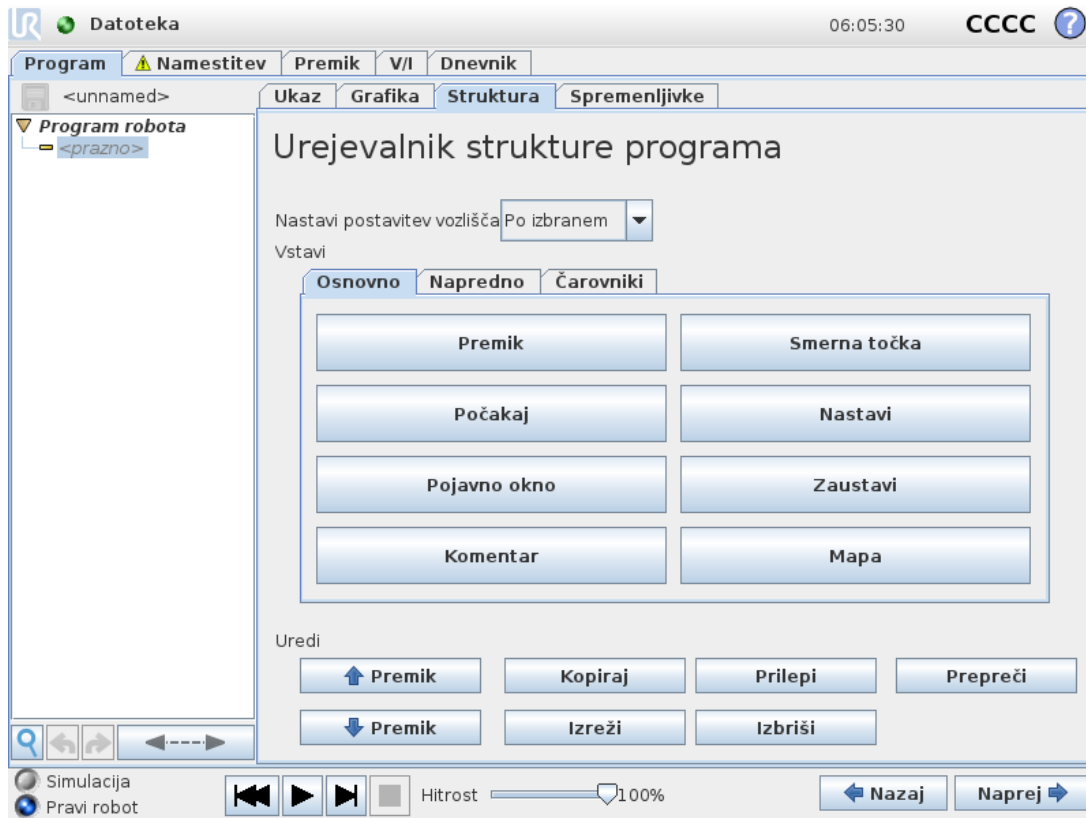 UR Datoteka 06:05:30 CCCC ?
Program Namestitev Premik V/I Dnevnik
<unnamed>
Ukaz Grafika Struktura Spremenljivke
Program robota
<prazno>
Urejevalnik strukture programa
Nastavi postavitev vozlišča Po izbranem
Vstavi
Osnovno Napredno Čarovniki
Premik Smerna točka
Počakaj Nastavi
Pojavno okno Zaustavi
Komentar Mapa
Uredi
Premik Kopiraj Prilepi Prepreči
Premik Izreži Izbriši
Simulacija
Pravi robot
Hitrost 100%
Nazaj Naprej